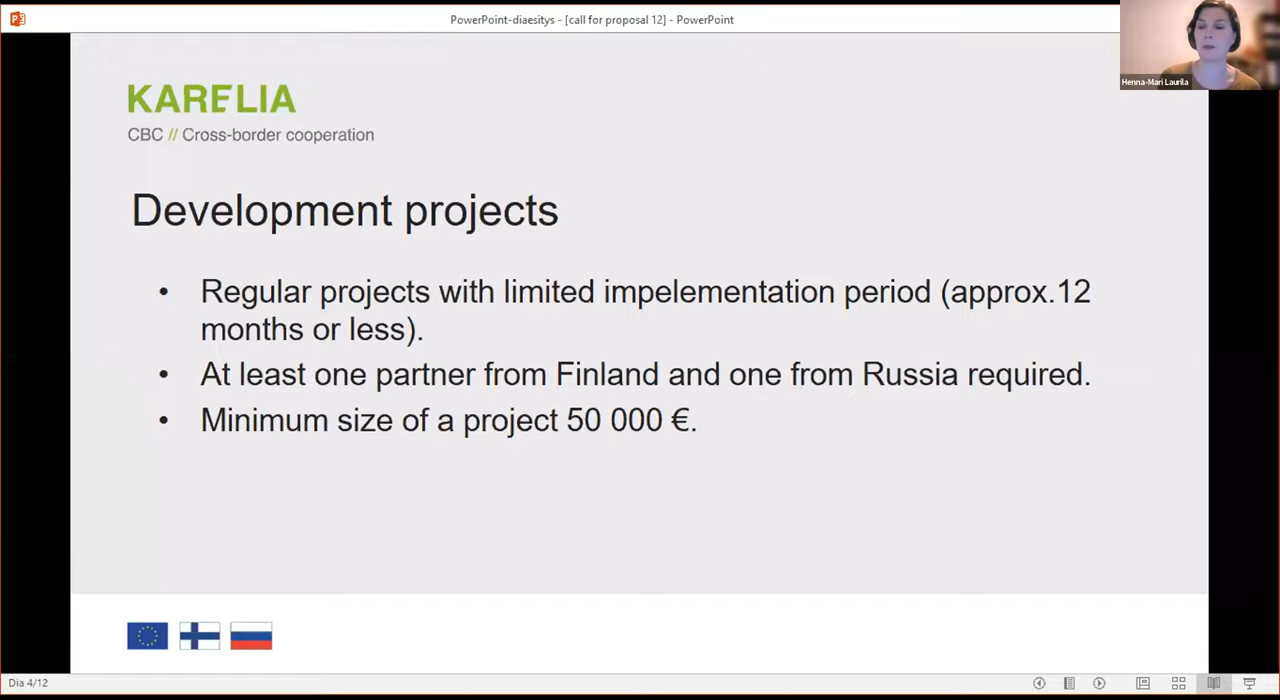 PowerPoint-diaesitys - [call for proposal 12] - PowerPoint
Henna-Mari Laurila
KARELIA
CBC // Cross-border cooperation
Development projects
• Regular projects with limited impelementation period (approx.12
months or less).
• At least one partner from Finland and one from Russia required.
• Minimum size of a project 50 000 €.
Dia 4/12